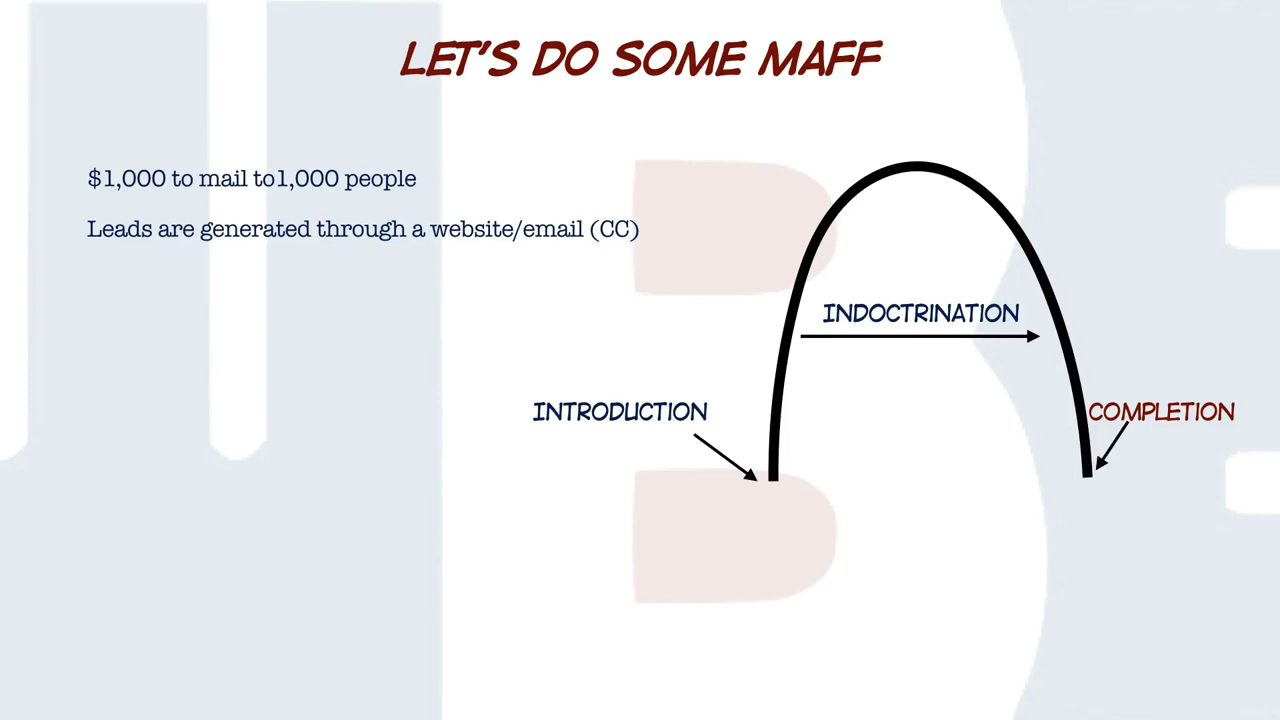 LET'S DO SOME MAFF
$1,000 to mail to1,000 people
Leads are generated through a website/email (CC)
INDOCTRINATION
INTRODUCTION
COMPLETION